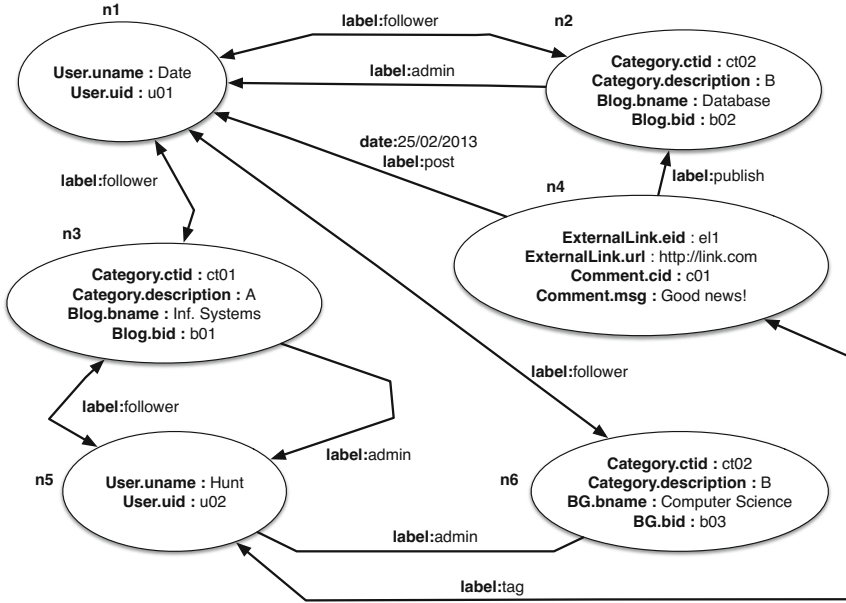 n1
label:follower
n2
User.uname : Date
User.uid : u01
label:admin
Category.ctid : ct02
Category.description : B
Blog.bname : Database
Blog.bid : b02
date:25/02/2013
label:post
label:follower
n4
label:publish
n3
ExternalLink.eid : el1
ExternalLink.url : http://link.com
Comment.cid : c01
Comment.msg : Good news!
Category.ctid : ct01
Category.description : A
Blog.bname : Inf. Systems
Blog.bid : b01
label:follower
label:follower
label:admin
n5
User.uname : Hunt
User.uid : u02
n6
Category.ctid : ct02
Category.description : B
BG.bname : Computer Science
BG.bid : b03
label:admin
label:tag